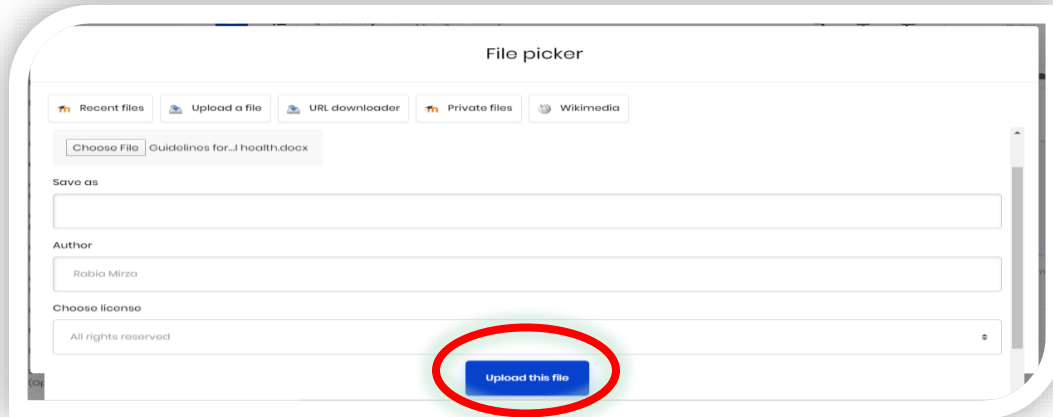 File picker
Recent files Upload a file URL downloader Private files Wikimedia
Choose File Guidelines for...l health.docx
Save as
Author
Rabia Mirza
Choose license
All rights reserved
Upload this file